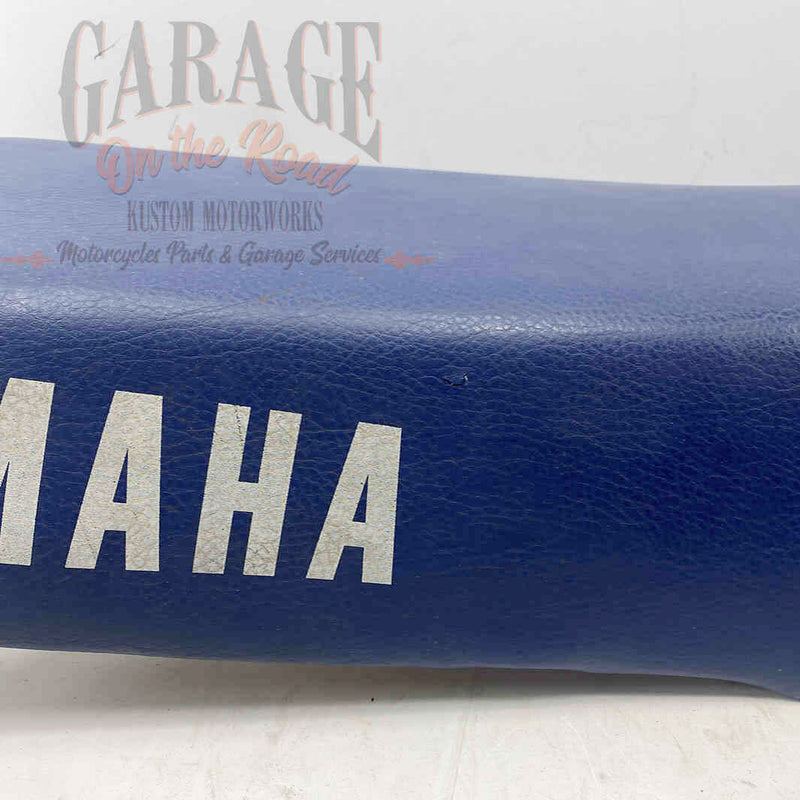 GARAGE
On the Road
KUSTOM MOTORWORKS
Motorcycles Parts & Garage Services
MAHA